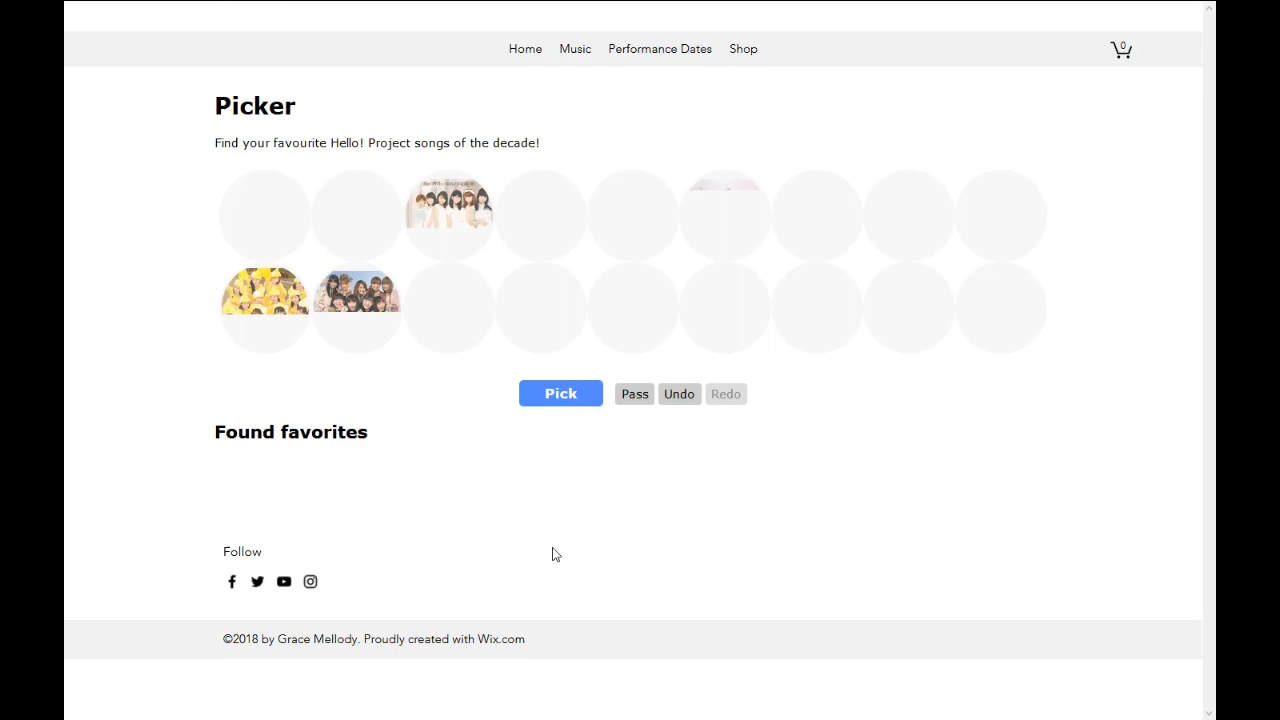 Home Music Performance Dates Shop
0
Picker
Find your favourite Hello! Project songs of the decade!
Pick Pass Undo Redo
Found favorites
Follow
©2018 by Grace Mellody. Proudly created with Wix.com